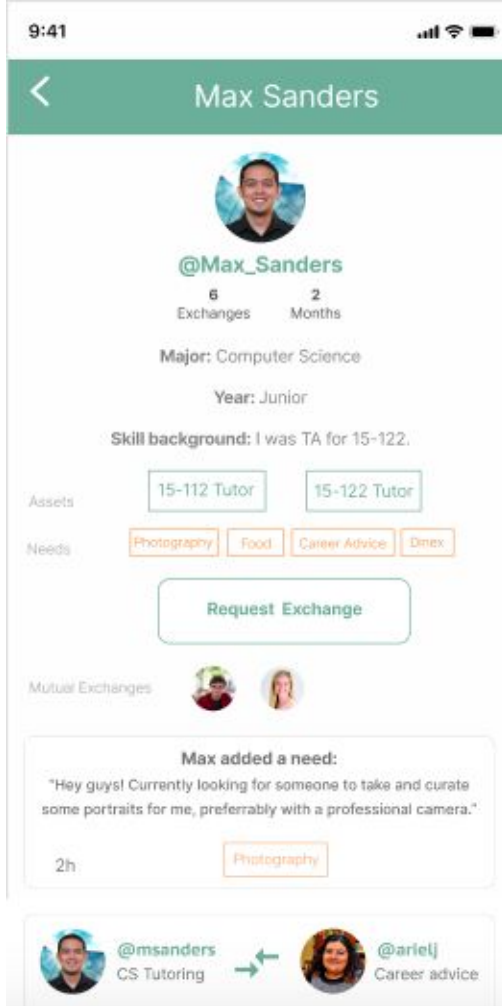 9:41
Max Sanders
@Max_Sanders
6 2
Exchanges Months
Major: Computer Science
Year: Junior
Skill background: I was TA for 15-122.
Assets 15-112 Tutor 15-122 Tutor
Needs Photography Food Career Advice Dinex
Request Exchange
Mutual Exchanges
Max added a need:
"Hey guys! Currently looking for someone to take and curate
some portraits for me, preferrably with a professional camera."
2h Photography
@msanders @arielj
CS Tutoring Career advice